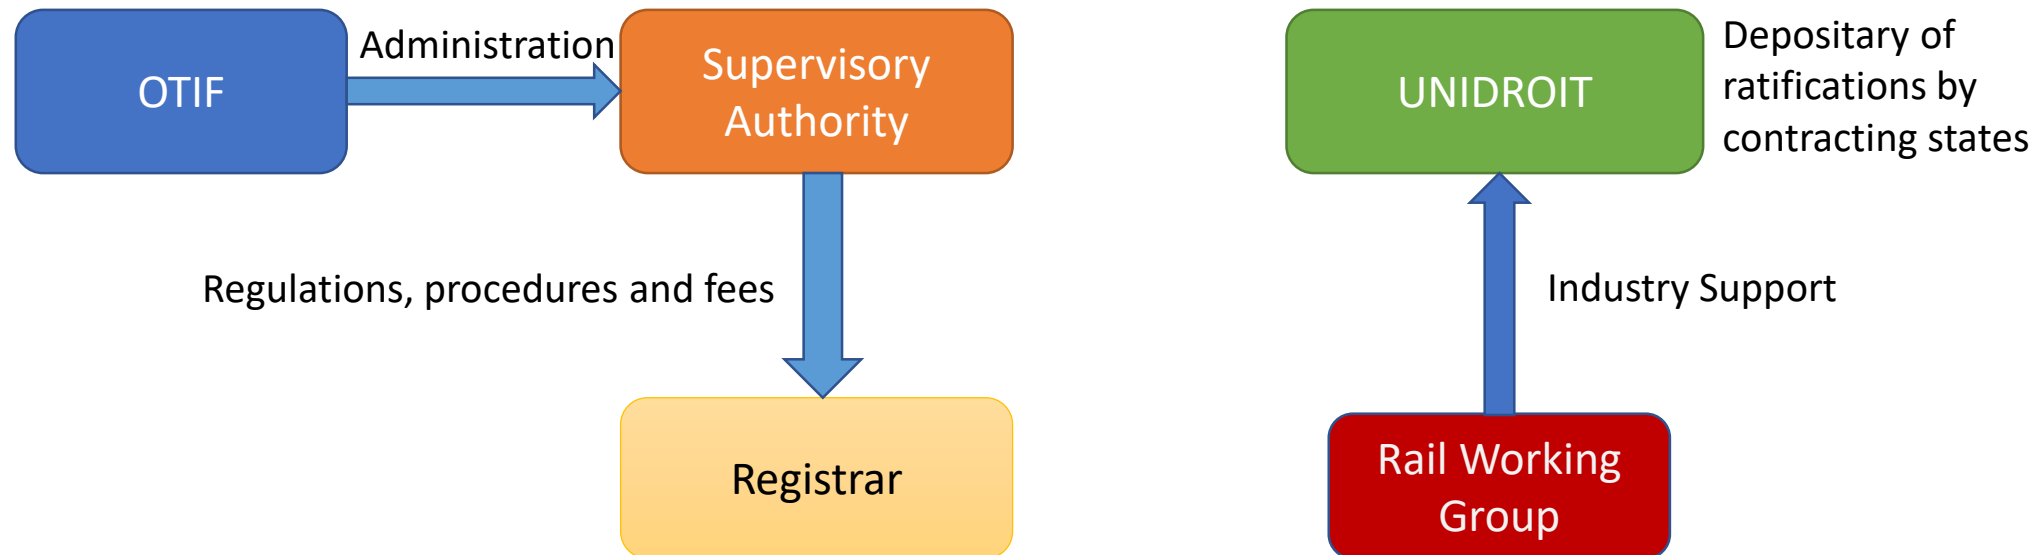 OTIF
Administration
Supervisory
Authority
UNIDROIT
Depositary of
ratifications by
contracting states
Regulations, procedures and fees
Industry Support
Registrar
Rail Working
Group